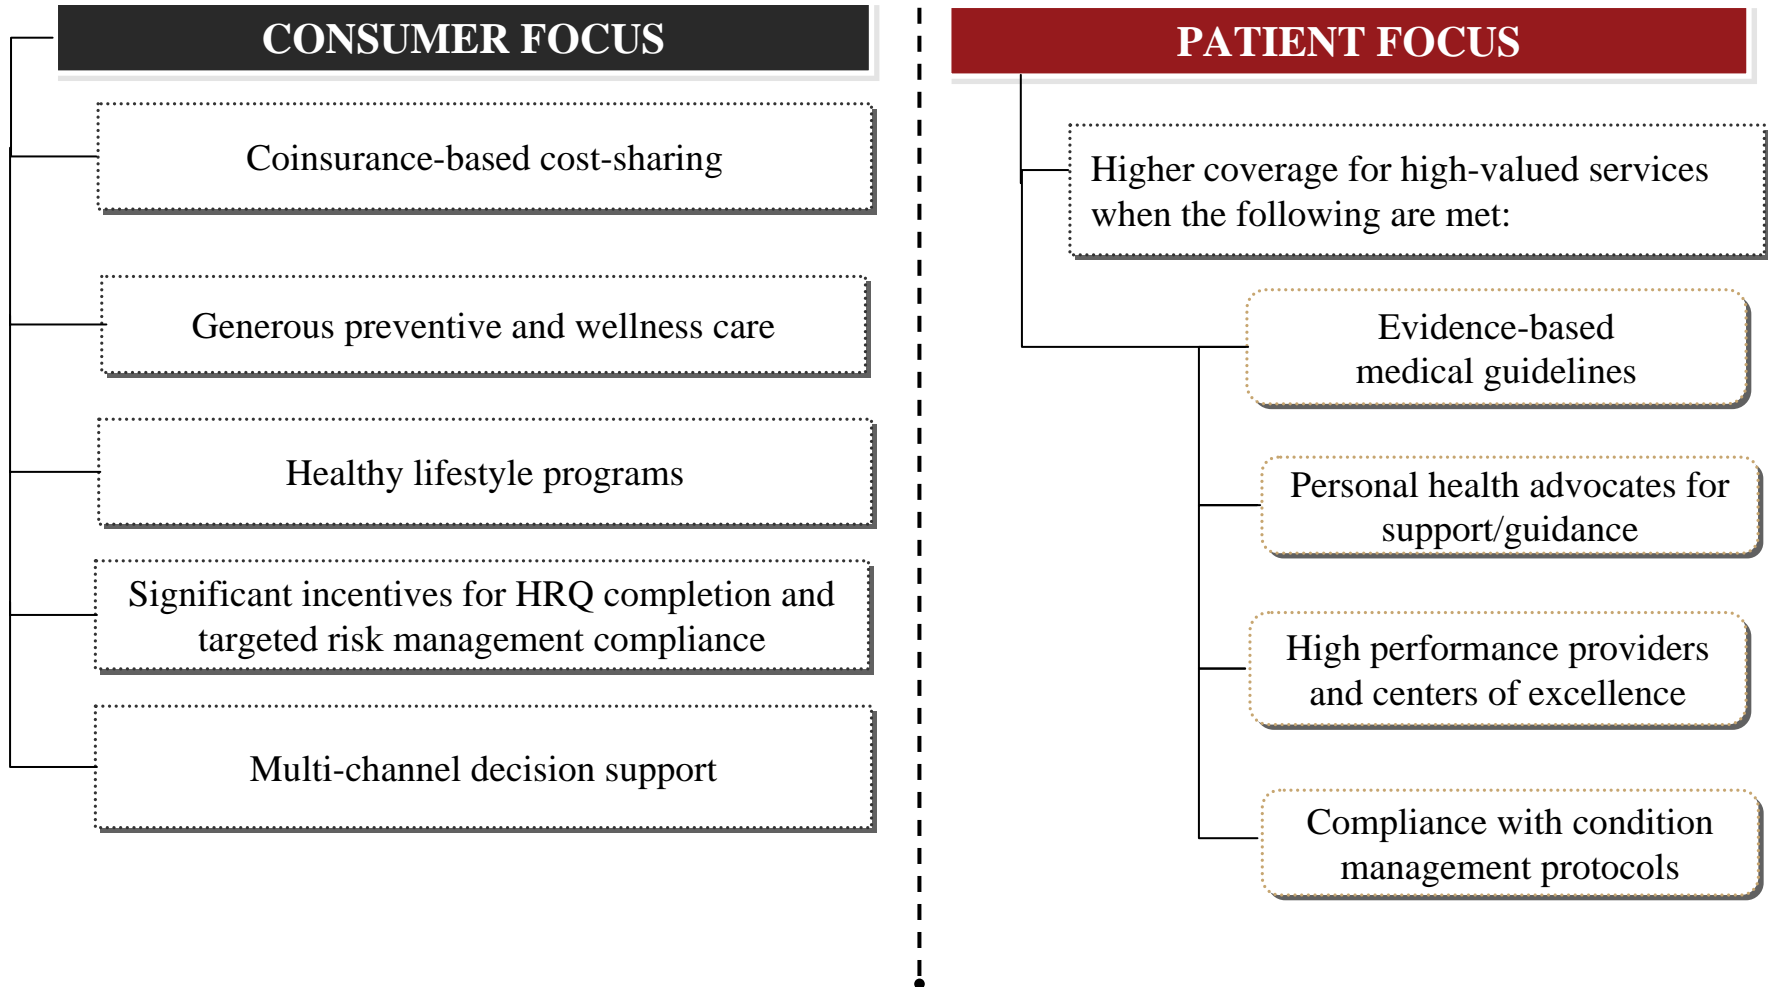 CONSUMER FOCUS
Coinsurance-based cost-sharing
Generous preventive and wellness care
Healthy lifestyle programs
Significant incentives for HRQ completion and
targeted risk management compliance
Multi-channel decision support
PATIENT FOCUS
Higher coverage for high-valued services
when the following are met:
Evidence-based
medical guidelines
Personal health advocates for
support/guidance
High performance providers
and centers of excellence
Compliance with condition
management protocols